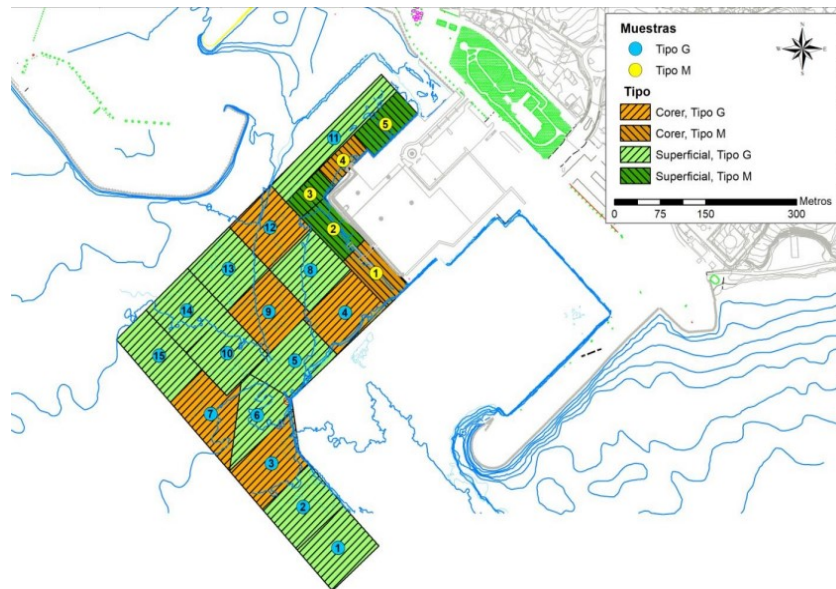 Muestras
Tipo G
Tipo M
Tipo
Corer, Tipo G
Corer, Tipo M
Superficial, Tipo G
Superficial, Tipo M
Metros
0 75 150 300
N
W E
S
5
11
4
3
2
12
1
8
13
4
9
14
10
5
15
7
6
3
2
1